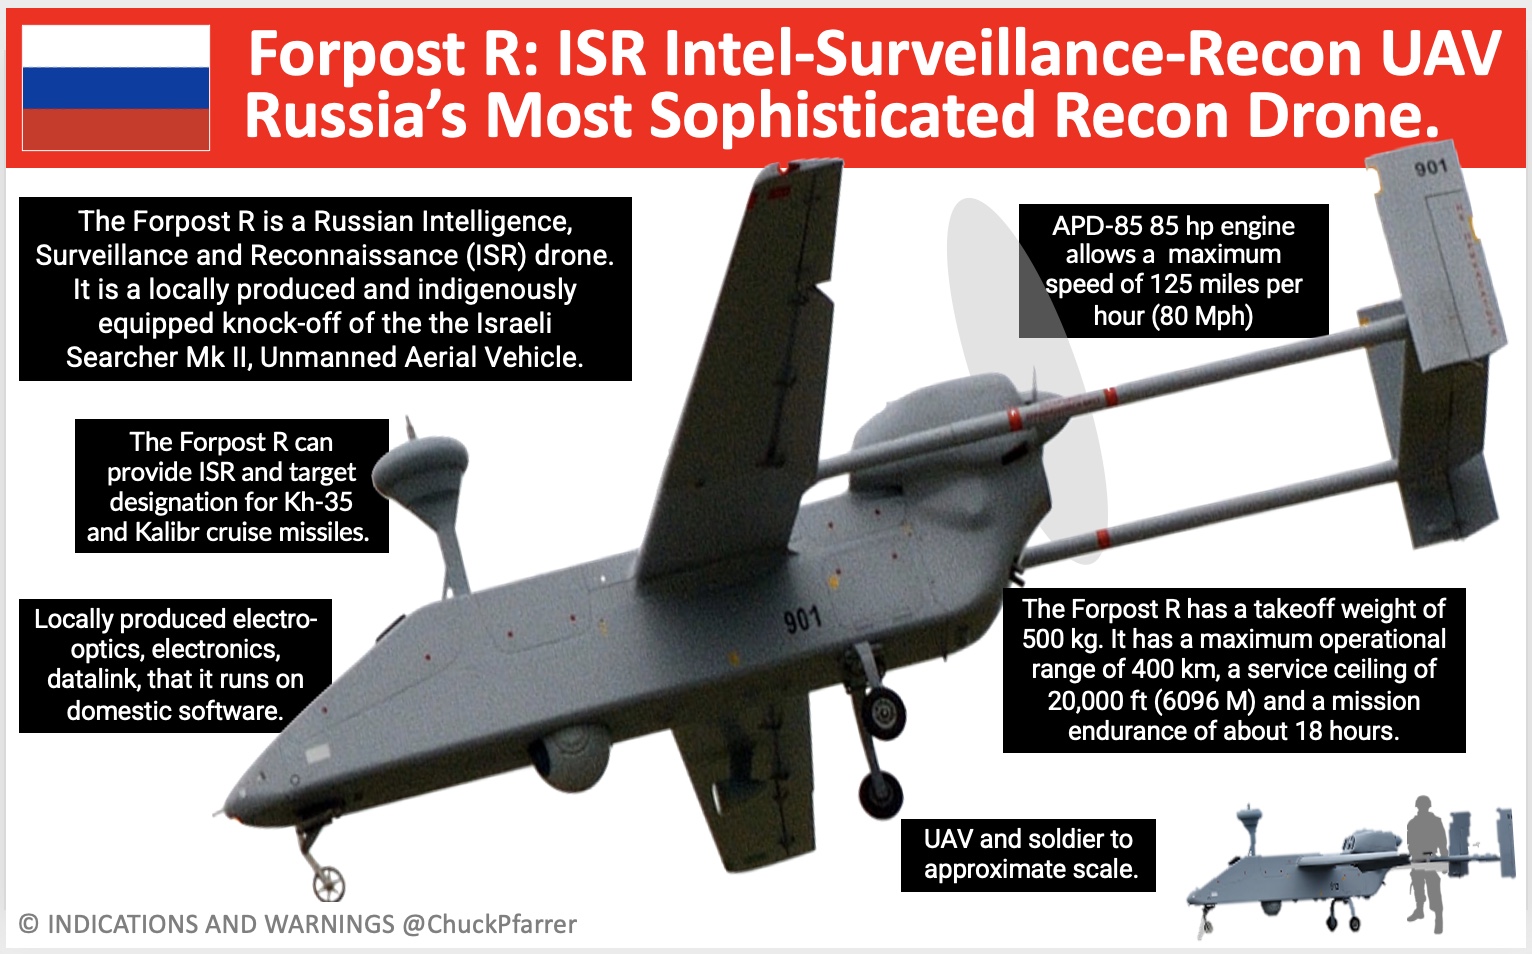 Forpost R: ISR Intel-Surveillance-Recon UAV
Russia's Most Sophisticated Recon Drone.
The Forpost R is a Russian Intelligence,
Surveillance and Reconnaissance (ISR) drone.
It is a locally produced and indigenously
equipped knock-off of the the Israeli
Searcher Mk II, Unmanned Aerial Vehicle.
APD-85 85 hp engine
allows a maximum
speed of 125 miles per
hour (80 Mph)
901
The Forpost R can
provide ISR and target
designation for Kh-35
and Kalibr cruise missiles.
Locally produced electro-
optics, electronics,
datalink, that it runs on
domestic software.
901
The Forpost R has a takeoff weight of
500 kg. It has a maximum operational
range of 400 km, a service ceiling of
20,000 ft (6096 M) and a mission
endurance of about 18 hours.
UAV and soldier to
approximate scale.
© INDICATIONS AND WARNINGS @ChuckPfarrer